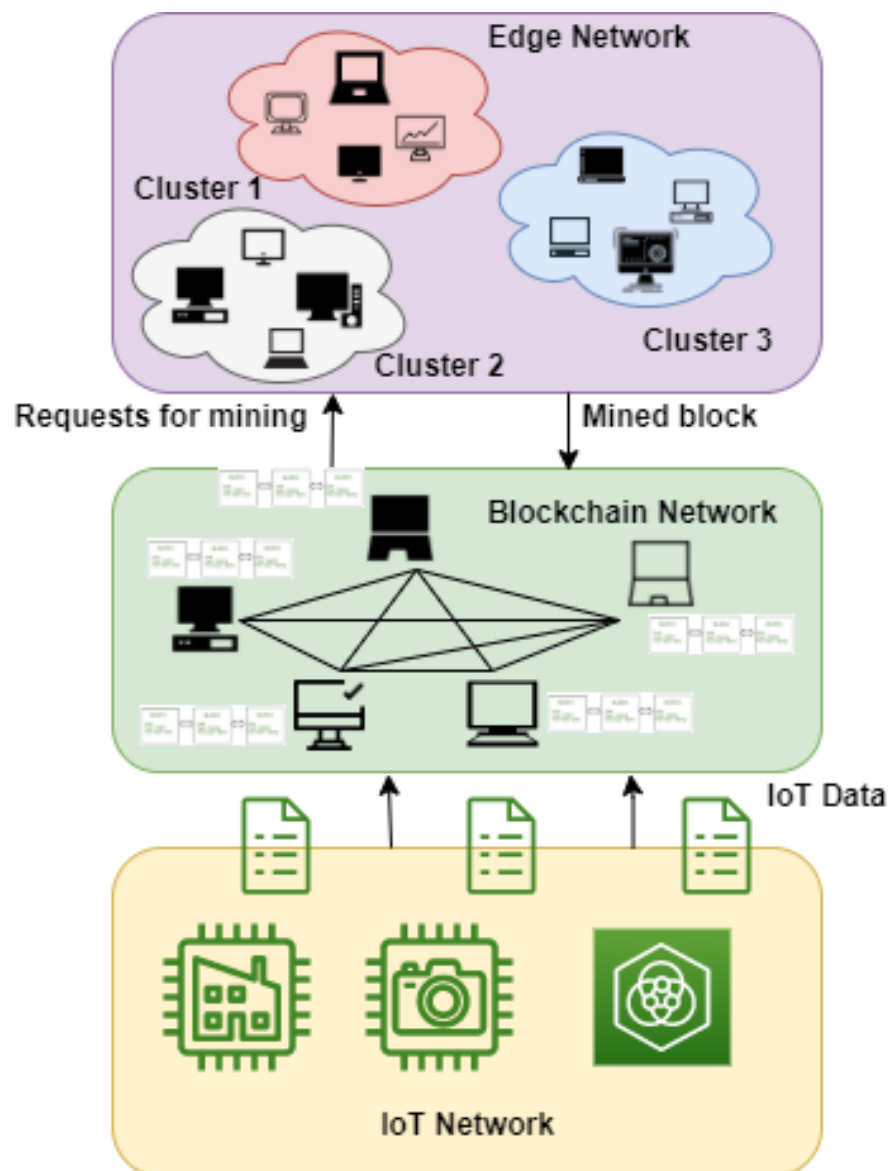 Edge Network
Cluster 1
Cluster 2
Cluster 3
Requests for mining
Mined block
Blockchain Network
IoT Data
IoT Network